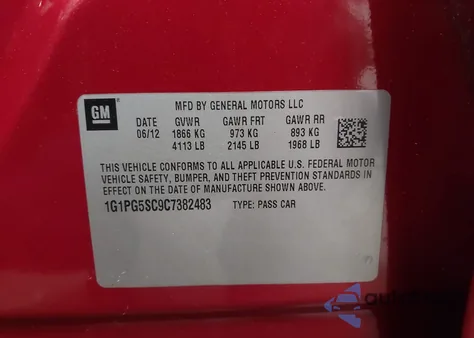 GM
MFD BY GENERAL MOTORS LLC
DATE GVWR GAWR FRT GAWR RR
06/12 1866 KG 973 KG 893 KG
4113 LB 2145 LB 1968 LB
THIS VEHICLE CONFORMS TO ALL APPLICABLE U.S. FEDERAL MOTOR
VEHICLE SAFETY, BUMPER, AND THEFT PREVENTION STANDARDS IN
EFFECT ON THE DATE OF MANUFACTURE SHOWN ABOVE.
1G1PG5SC9C7382483 TYPE: PASS CAR